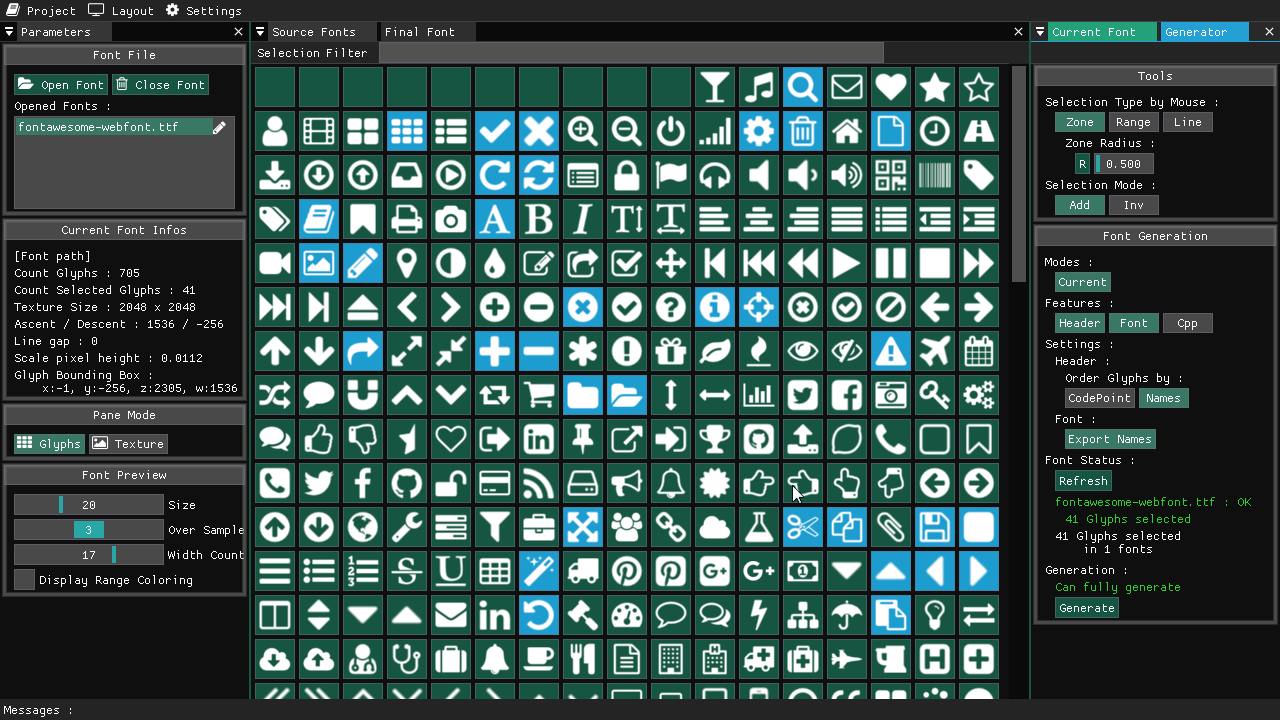 Project Layout Settings
Parameters
Font File
Open Font Close Font
Opened Fonts :
fontawesome-webfont.ttf
Current Font Infos
[Font path]
Count Glyphs : 705
Count Selected Glyphs : 41
Texture Size : 2048 x 2048
Ascent / Descent : 1536 / -256
Line gap : 0
Scale pixel height : 0.0112
Glyph Bounding Box :
x:-1, y:-256, z:2305, w:1536
Pane Mode
Glyphs Texture
Font Preview
20 Size
3 Over Sample
17 Width Count
Display Range Coloring
Source Fonts Final Font
Selection Filter
Current Font Generator
Tools
Selection Type by Mouse :
Zone Range Line
Zone Radius :
R 0.500
Selection Mode :
Add Inv
Font Generation
Modes :
Current
Features :
Header Font Cpp
Settings :
Header :
Order Glyphs by :
CodePoint Names
Font :
Export Names
Font Status :
Refresh
fontawesome-webfont.ttf : OK
41 Glyphs selected
41 Glyphs selected
in 1 fonts
Generation :
Can fully generate
Generate
Messages :